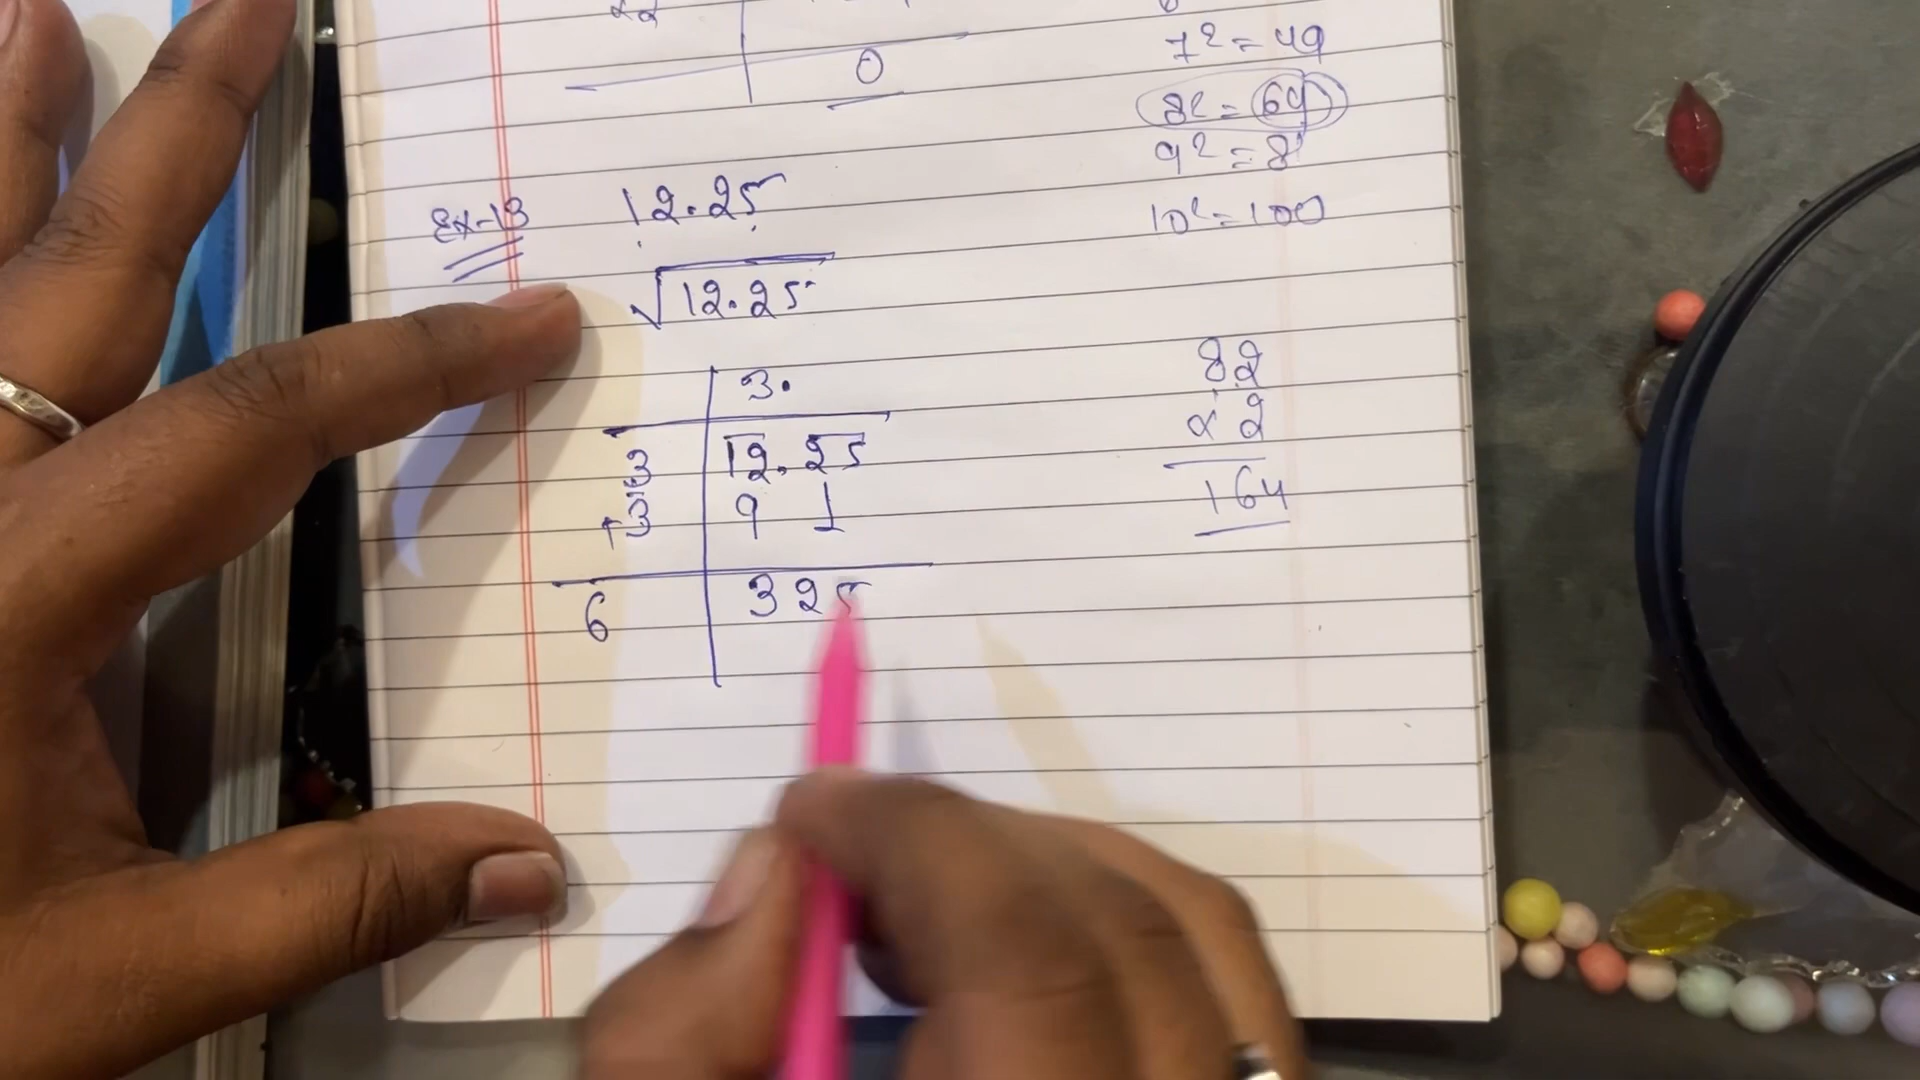 0
7² = 49
8² = 64
9² = 81
10² = 100
Ex-13 12.25
√12.25
3.
3 12.25
+3 9 ↓
6 325
82
× 2
164